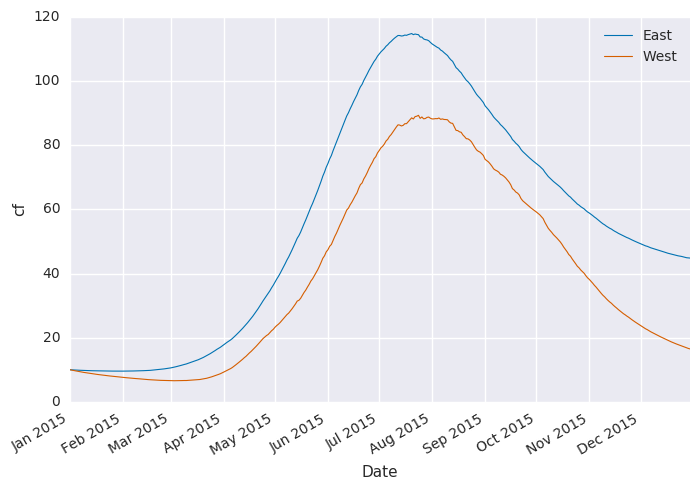 120
100
80
60
40
20
0
cf
East
West
Jan 2015
Feb 2015
Mar 2015
Apr 2015
May 2015
Jun 2015
Jul 2015
Aug 2015
Sep 2015
Oct 2015
Nov 2015
Dec 2015
Date